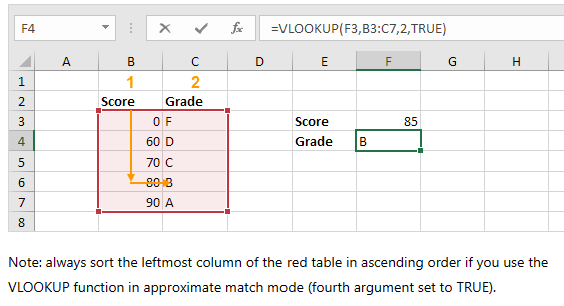 F4 fx =VLOOKUP(F3,B3:C7,2,TRUE)
A B C D E F G H
1 1 2
2 Score Grade
3 0 F Score 85
4 60 D Grade B
5 70 C
6 80 B
7 90 A
8
Note: always sort the leftmost column of the red table in ascending order if you use the
VLOOKUP function in approximate match mode (fourth argument set to TRUE).